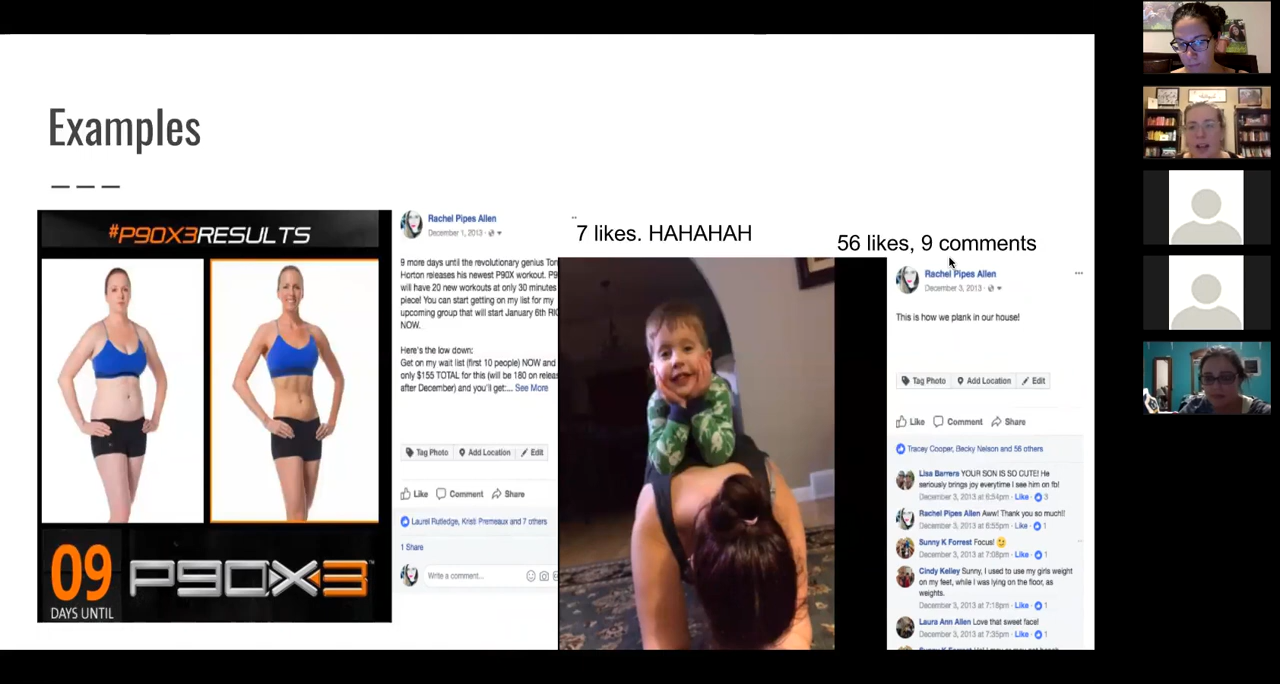 Examples
#P90X3RESULTS
09
DAYS UNTIL
P90X3
Rachel Pipes Allen
December 1, 2013
9 more days until the revolutionary genius Ton
Horton releases his newest P90X workout. P9
will have 20 new workouts at only 30 minutes
piece! You can start getting on my list for my
upcoming group that will start January 6th RI
NOW.
Here's the low down:
Get on my wait list (first 10 people) NOW and
only $155 TOTAL for this (will be 180 on releas
after December) and you'll get:... See More
Tag Photo Add Location Edit
Like Comment Share
Laurel Rutledge, Kristi Premeaux and 7 others
1 Share
Write a comment...
7 likes. HAHAHAH
56 likes, 9 comments
Rachel Pipes Allen
December 3, 2013
This is how we plank in our house!
Tag Photo Add Location Edit
Like Comment Share
Tracey Cooper, Becky Nelson and 56 others
Lisa Barrera YOUR SON IS SO CUTE! He
seriously brings joy everytime I see him on fb!
December 3, 2013 at 6:54pm · Like · 3
Rachel Pipes Allen Aww! Thank you so much!!
December 3, 2013 at 6:55pm · Like · 1
Sunny K Forrest Focus!
December 3, 2013 at 7:08pm · Like · 1
Cindy Kelley Sunny, I used to use my girls weight
on my feet, while I was lying on the floor, as
weights.
December 3, 2013 at 7:18pm · Like · 1
Laura Ann Allen Love that sweet face!
December 3, 2013 at 7:35pm · Like · 1